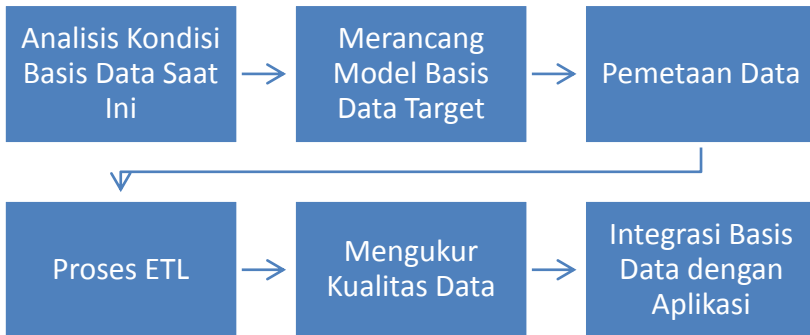 Analisis Kondisi
Basis Data Saat
Ini
Merancang
Model Basis
Data Target
Pemetaan Data
Proses ETL
Mengukur
Kualitas Data
Integrasi Basis
Data dengan
Aplikasi